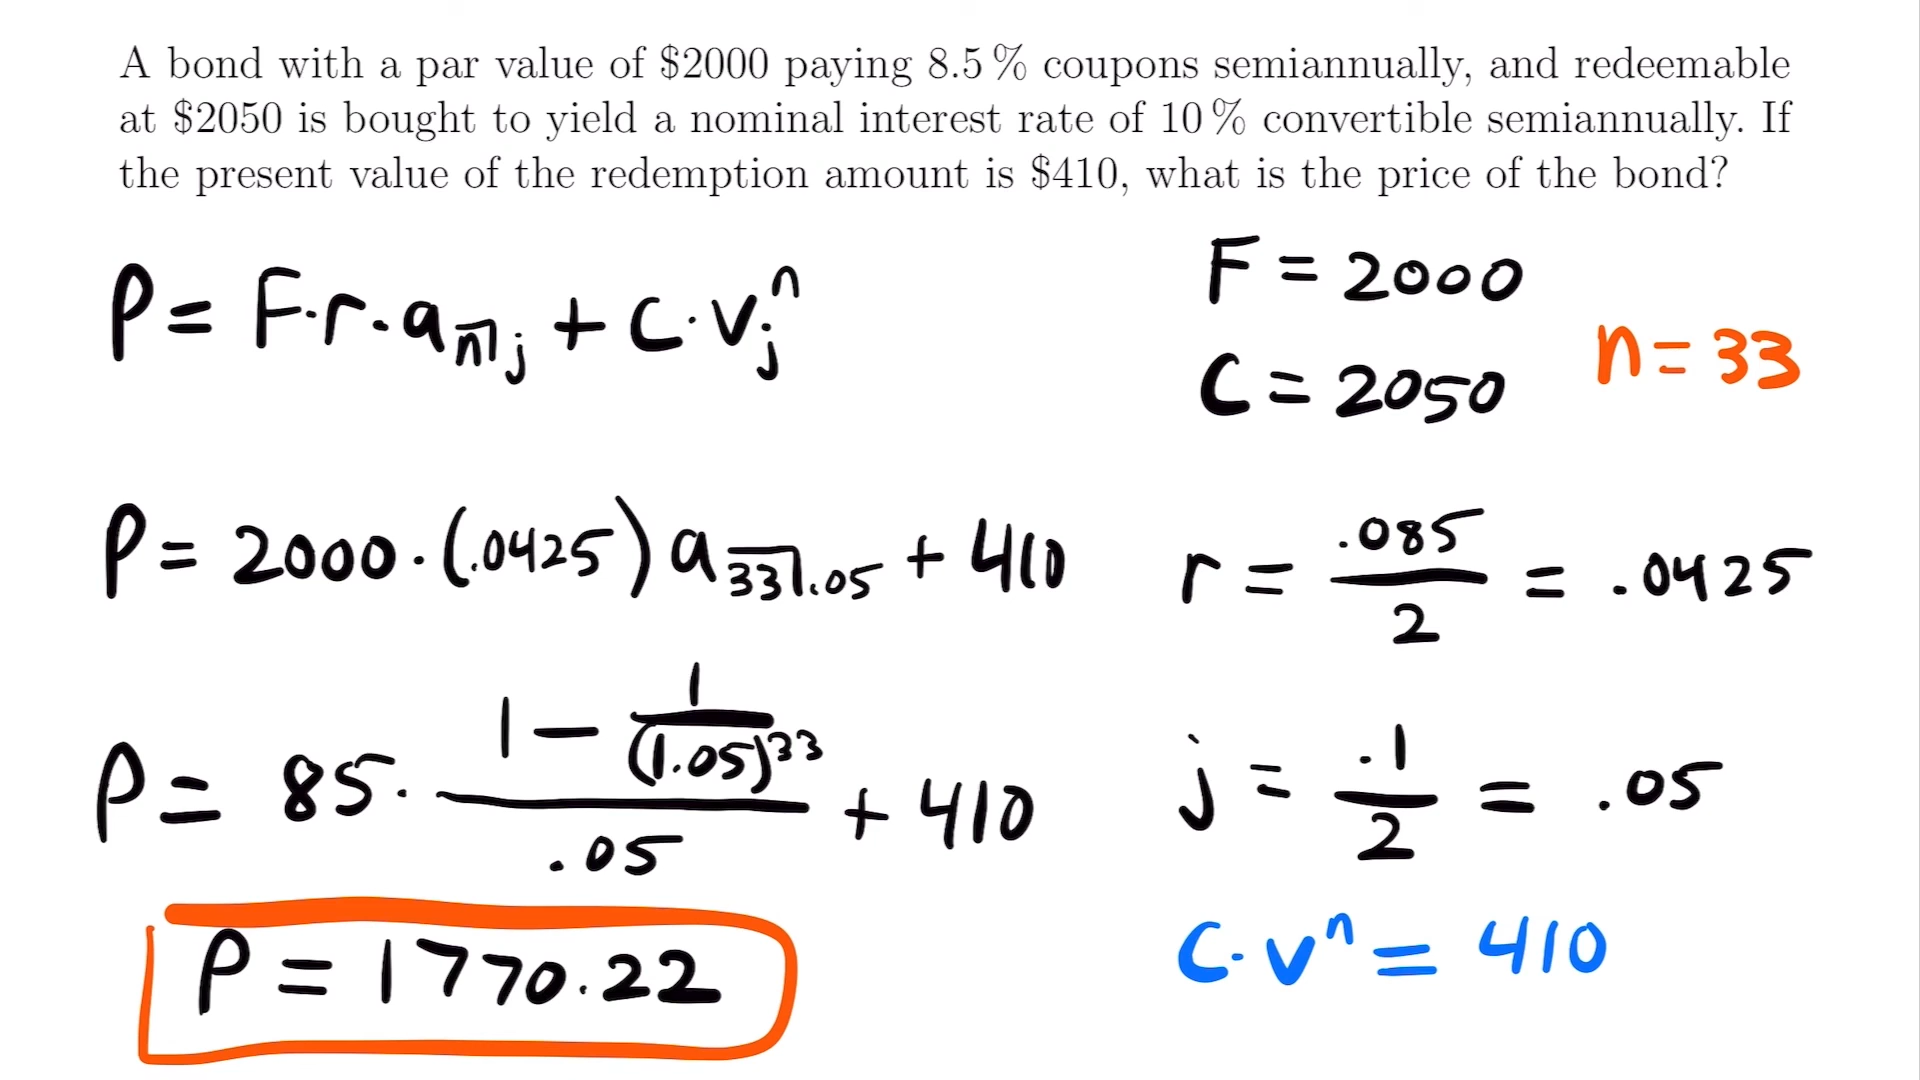 A bond with a par value of $2000 paying 8.5 % coupons semiannually, and redeemable
at $2050 is bought to yield a nominal interest rate of 10 % convertible semiannually. If
the present value of the redemption amount is $410, what is the price of the bond?
P = F·r·a_{n̅|j} + C·v_j^n
F = 2000
C = 2050
n = 33
P = 2000·(.0425) a_{33̅|.05} + 410
r = .085/2 = .0425
P = 85 · (1 − 1/(1.05)^33)/.05 + 410
j = .1/2 = .05
P = 1770.22
C·v^n = 410